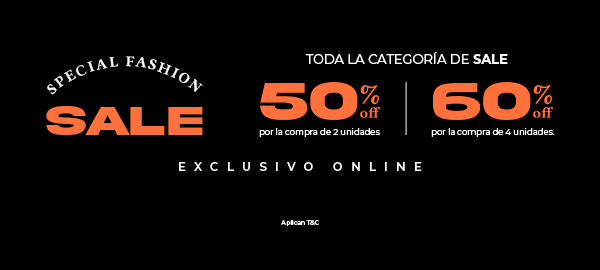 SPECIAL FASHION
SALE
TODA LA CATEGORÍA DE SALE
50% off
por la compra de 2 unidades
60% off
por la compra de 4 unidades.
EXCLUSIVO ONLINE
Aplican T&C